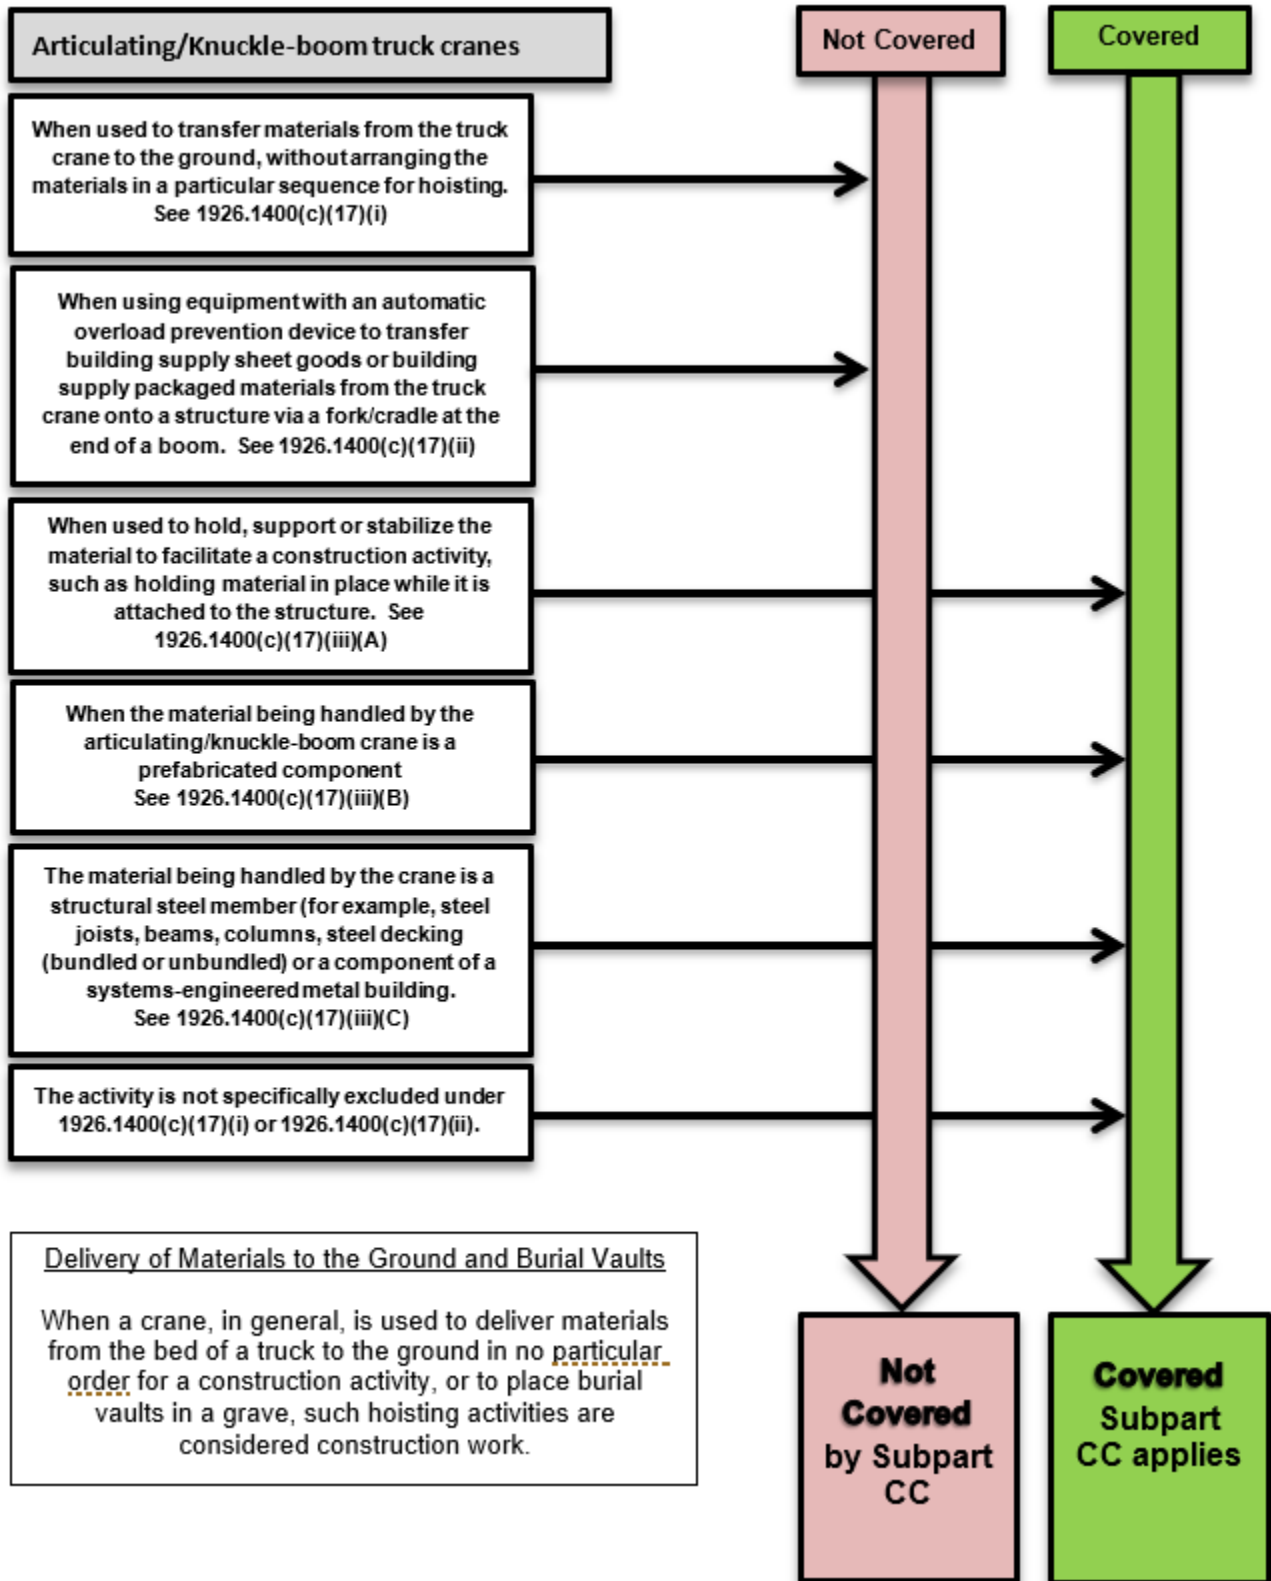 Articulating/Knuckle-boom truck cranes
Not Covered
Covered
When used to transfer materials from the truck
crane to the ground, without arranging the
materials in a particular sequence for hoisting.
See 1926.1400(c)(17)(i)
When using equipment with an automatic
overload prevention device to transfer
building supply sheet goods or building
supply packaged materials from the truck
crane onto a structure via a fork/cradle at the
end of a boom. See 1926.1400(c)(17)(ii)
When used to hold, support or stabilize the
material to facilitate a construction activity,
such as holding material in place while it is
attached to the structure. See
1926.1400(c)(17)(iii)(A)
When the material being handled by the
articulating/knuckle-boom crane is a
prefabricated component
See 1926.1400(c)(17)(iii)(B)
The material being handled by the crane is a
structural steel member (for example, steel
joists, beams, columns, steel decking
(bundled or unbundled) or a component of a
systems-engineered metal building.
See 1926.1400(c)(17)(iii)(C)
The activity is not specifically excluded under
1926.1400(c)(17)(i) or 1926.1400(c)(17)(ii).
Delivery of Materials to the Ground and Burial Vaults
When a crane, in general, is used to deliver materials
from the bed of a truck to the ground in no particular
order for a construction activity, or to place burial
vaults in a grave, such hoisting activities are
considered construction work.
Not
Covered
by Subpart
CC
Covered
Subpart
CC applies